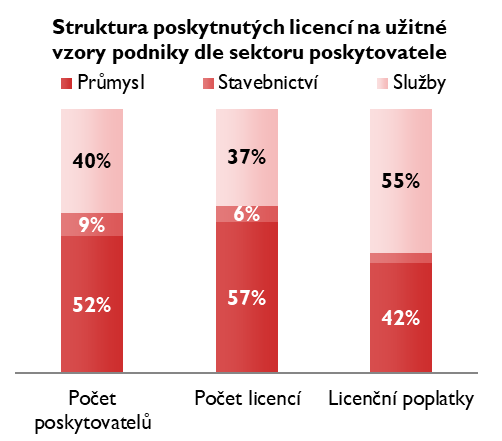 Struktura poskytnutých licencí na užitné
vzory podniky dle sektoru poskytovatele
Průmysl Stavebnictví Služby
40% 37% 55%
9% 6%
52% 57% 42%
Počet poskytovatelů Počet licencí Licenční poplatky